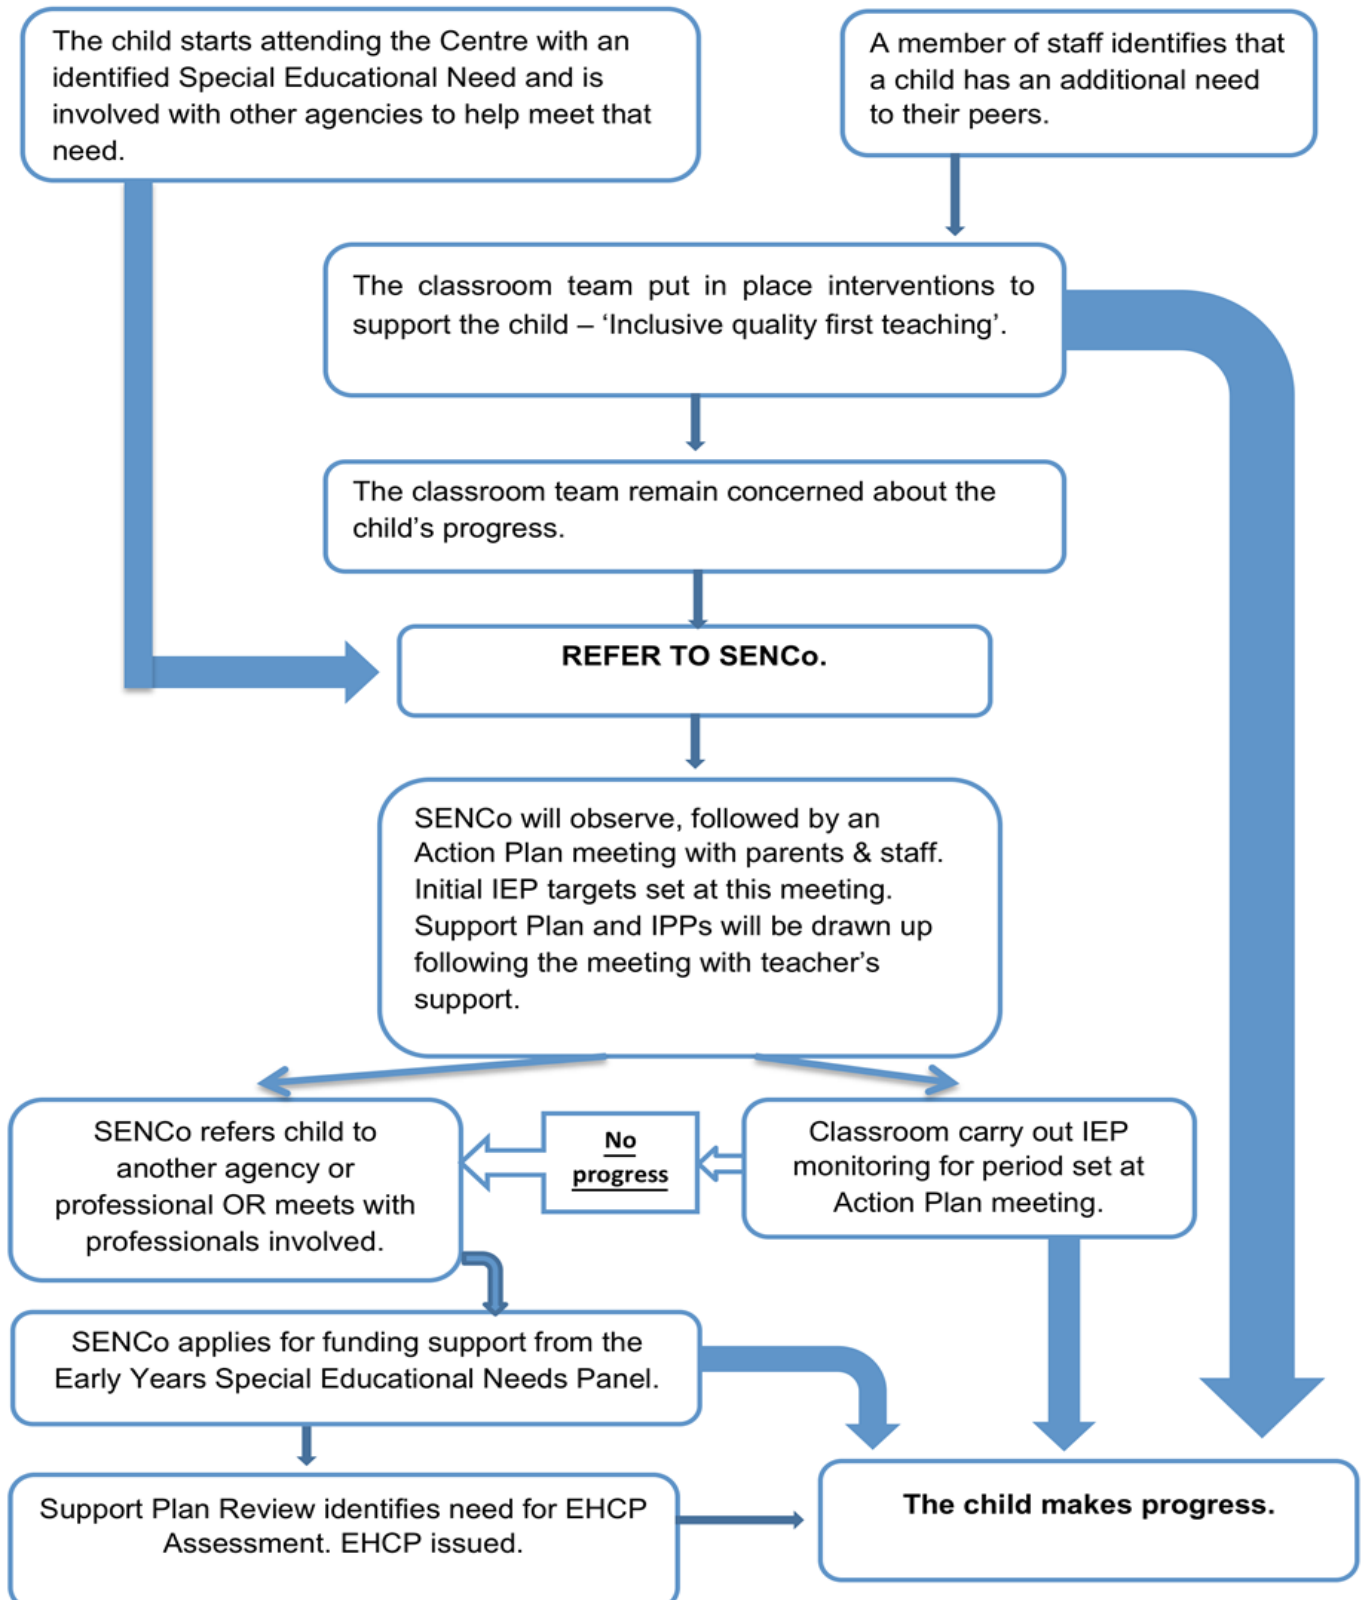 The child starts attending the Centre with an
identified Special Educational Need and is
involved with other agencies to help meet that
need.
A member of staff identifies that
a child has an additional need
to their peers.
The classroom team put in place interventions to
support the child – ‘Inclusive quality first teaching’.
The classroom team remain concerned about the
child’s progress.
REFER TO SENCo.
SENCo will observe, followed by an
Action Plan meeting with parents & staff.
Initial IEP targets set at this meeting.
Support Plan and IPPs will be drawn up
following the meeting with teacher’s
support.
SENCo refers child to
another agency or
professional OR meets with
professionals involved.
No
progress
Classroom carry out IEP
monitoring for period set at
Action Plan meeting.
SENCo applies for funding support from the
Early Years Special Educational Needs Panel.
Support Plan Review identifies need for EHCP
Assessment. EHCP issued.
The child makes progress.